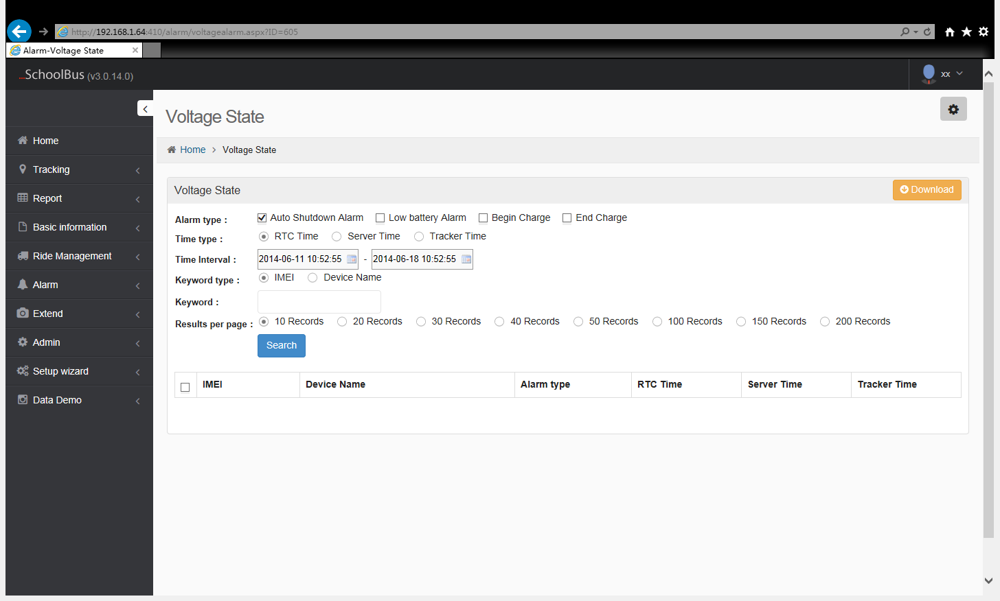 http://192.168.1.64:410/alarm/voltagealarm.aspx?ID=605
Alarm-Voltage State
...SchoolBus (v3.0.14.0)
xx
Voltage State
Home
Tracking
Report
Basic information
Ride Management
Alarm
Extend
Admin
Setup wizard
Data Demo
Home > Voltage State
Voltage State
Download
Alarm type : Auto Shutdown Alarm Low battery Alarm Begin Charge End Charge
Time type : RTC Time Server Time Tracker Time
Time Interval : 2014-06-11 10:52:55 - 2014-06-18 10:52:55
Keyword type : IMEI Device Name
Keyword :
Results per page : 10 Records 20 Records 30 Records 40 Records 50 Records 100 Records 150 Records 200 Records
Search
IMEI Device Name Alarm type RTC Time Server Time Tracker Time